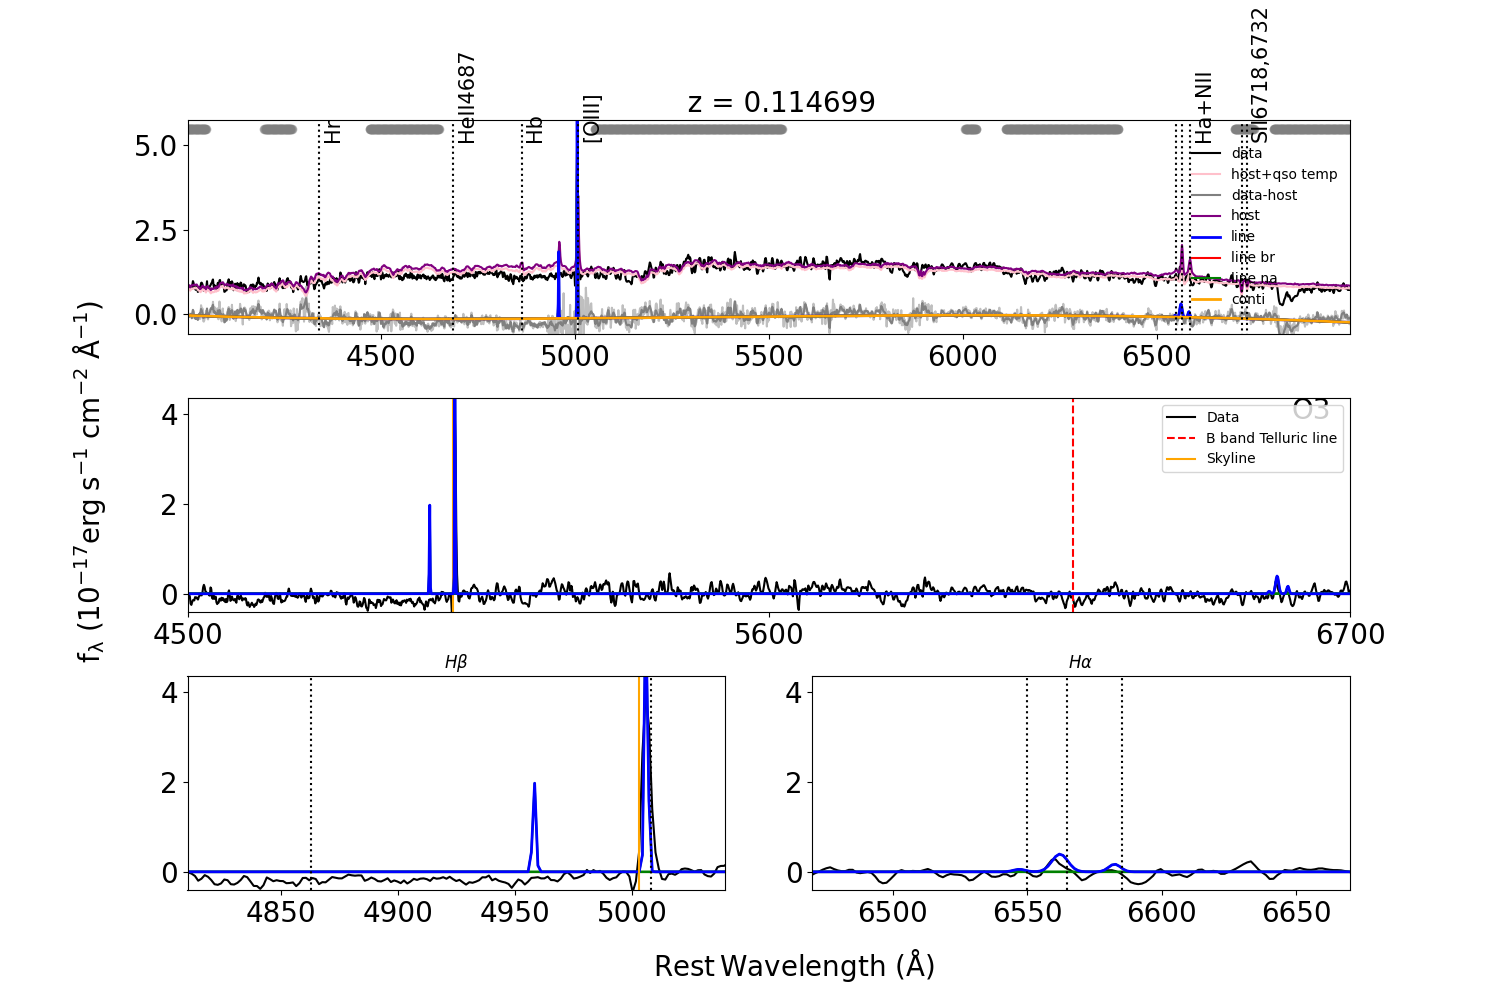 z = 0.114699
Hr
HeII4687
Hb
[OIII]
Ha+NII
SII6718,6732
5.0
2.5
0.0
data
host+qso temp
data-host
host
line
line br
line na
conti
4500
5000
5500
6000
6500
fλ (10⁻¹⁷erg s⁻¹ cm⁻² Å⁻¹)
O3
4
2
0
Data
B band Telluric line
Skyline
4500
5600
6700
Hβ
4
2
0
4850
4900
4950
5000
Hα
4
2
0
6500
6550
6600
6650
Rest Wavelength (Å)